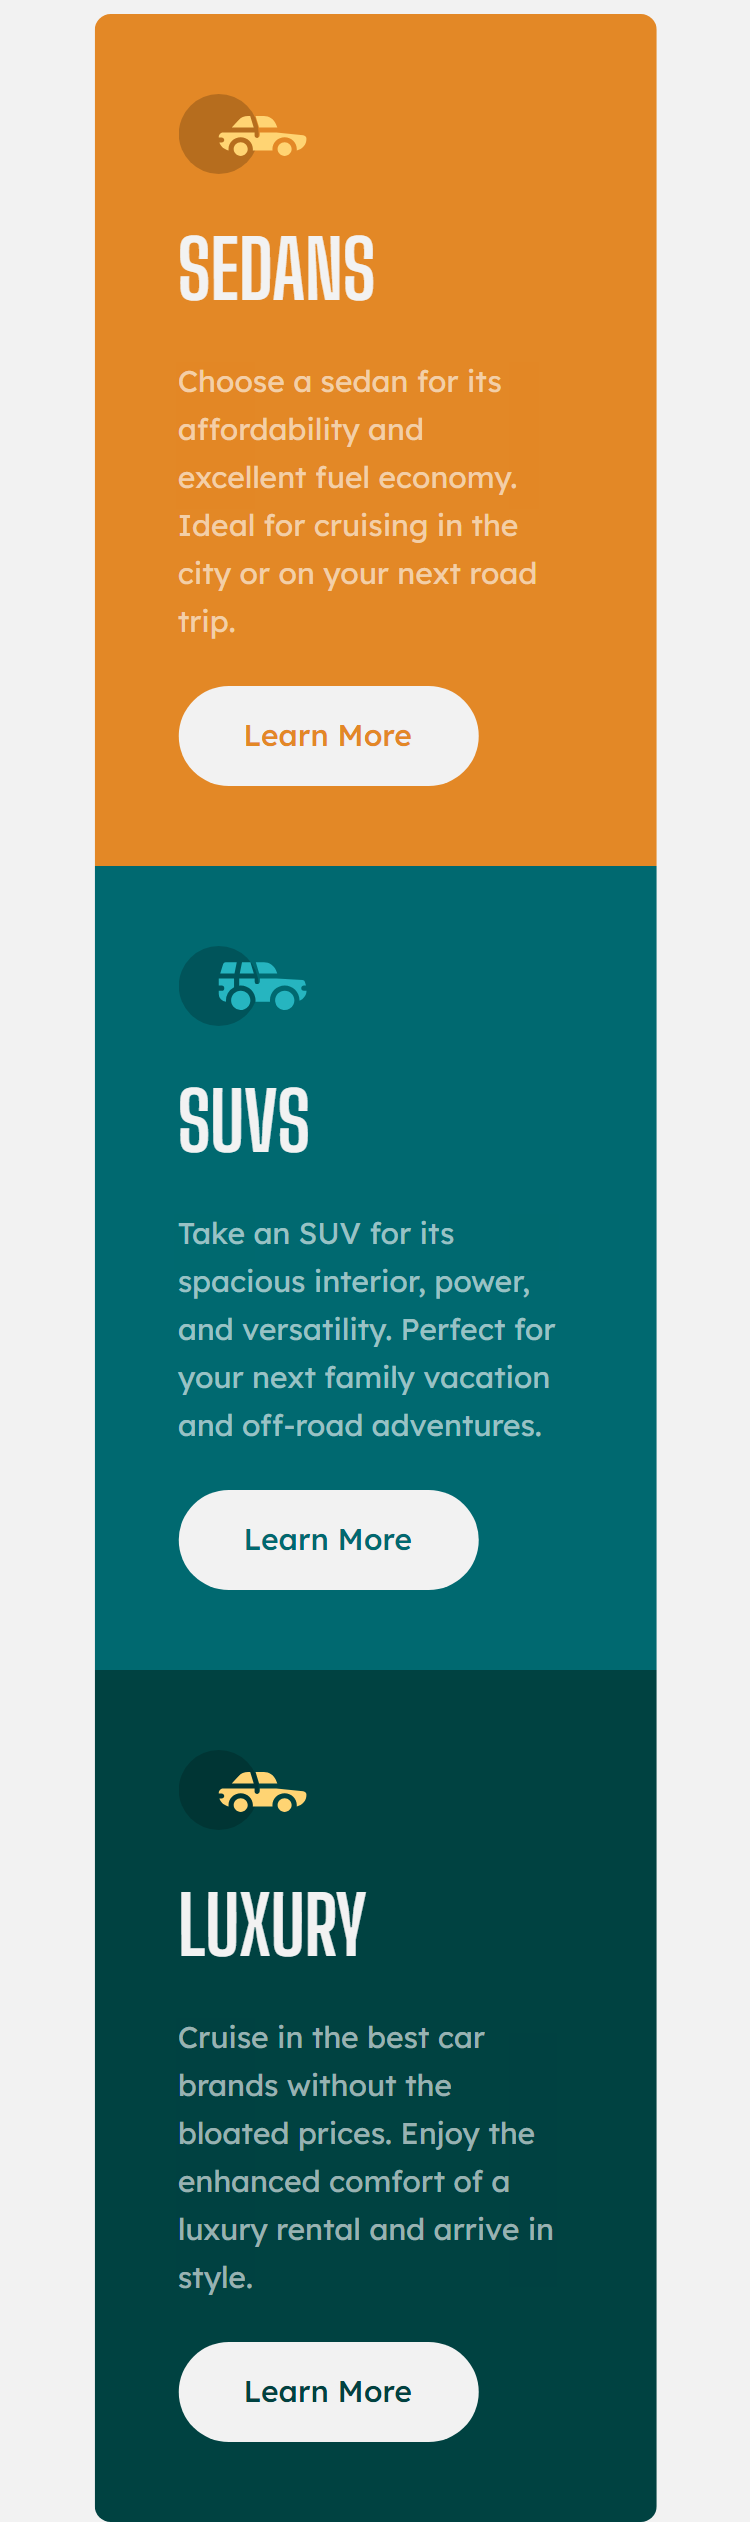 SEDANS
Choose a sedan for its
affordability and
excellent fuel economy.
Ideal for cruising in the
city or on your next road
trip.
Learn More
SUVS
Take an SUV for its
spacious interior, power,
and versatility. Perfect for
your next family vacation
and off-road adventures.
Learn More
LUXURY
Cruise in the best car
brands without the
bloated prices. Enjoy the
enhanced comfort of a
luxury rental and arrive in
style.
Learn More